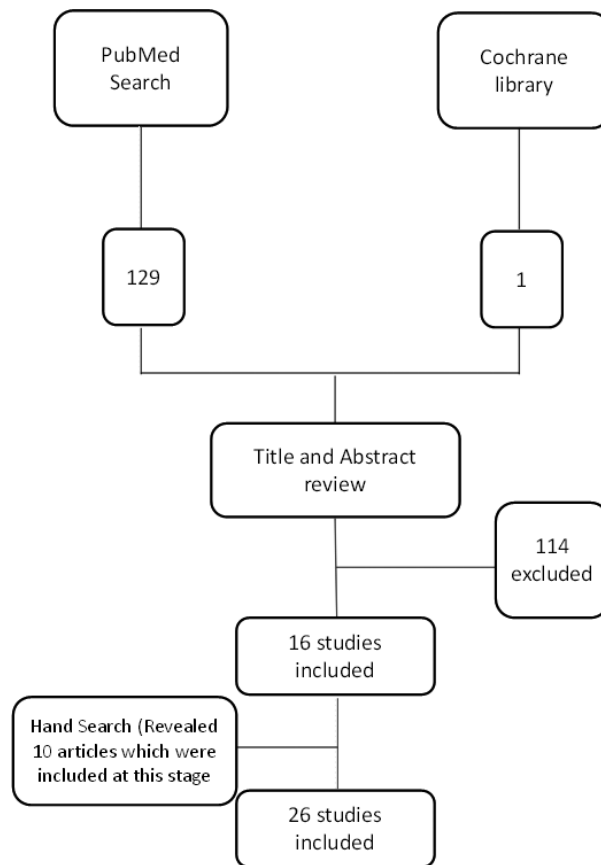 PubMed
Search
Cochrane
library
129
1
Title and Abstract
review
114
excluded
16 studies
included
Hand Search (Revealed
10 articles which were
included at this stage
26 studies
included